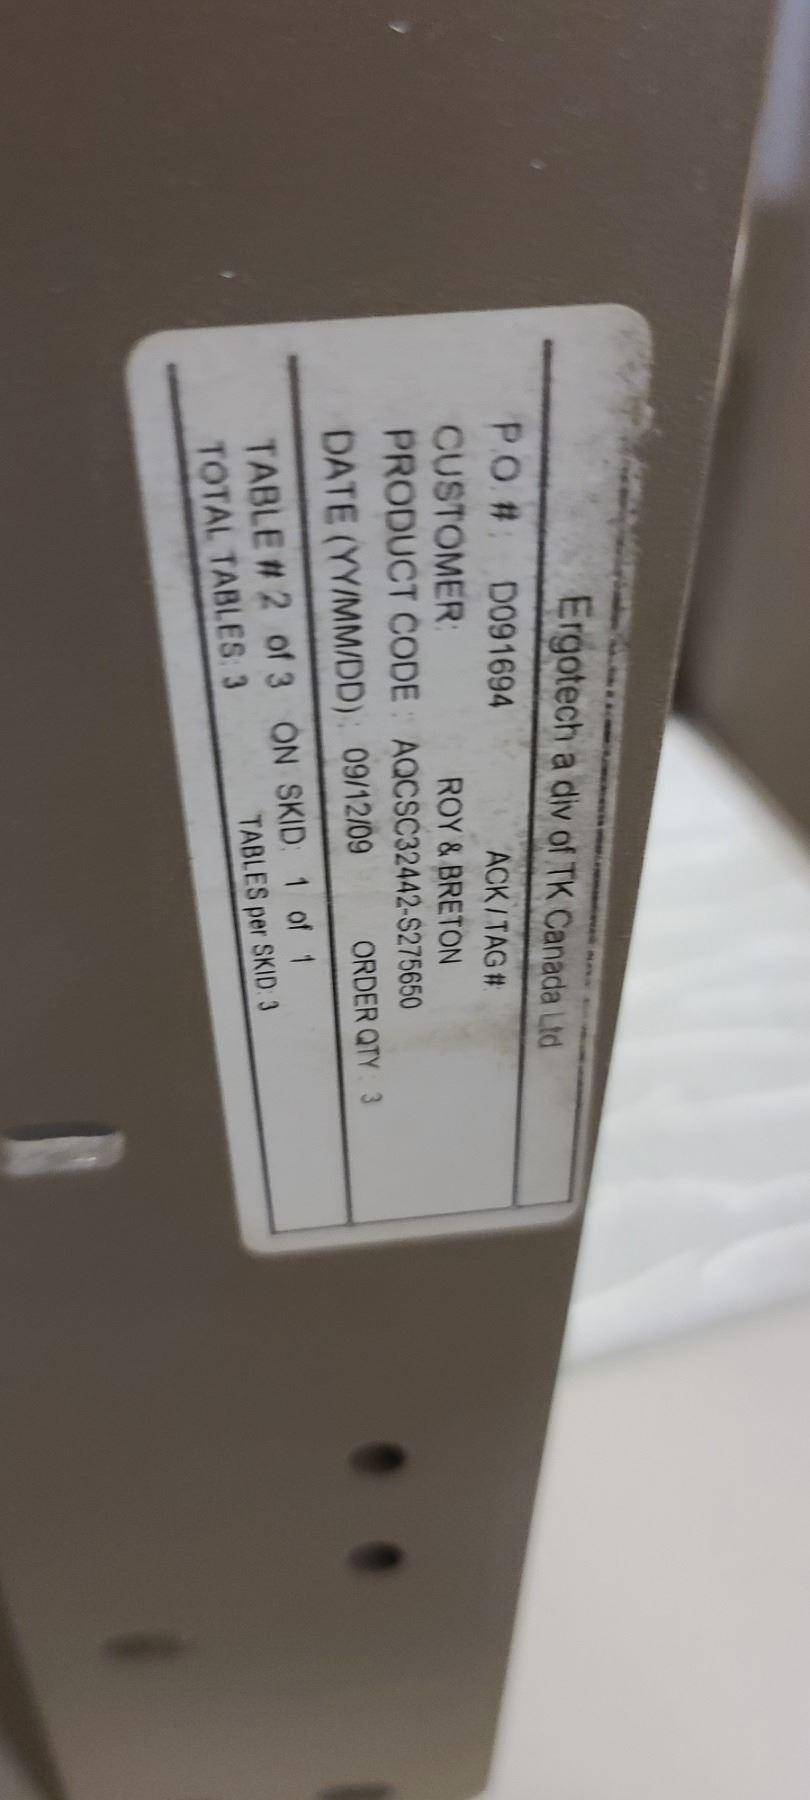 Ergotech a div of TK Canada Ltd
P.O. #: D091694 ACK / TAG #:
CUSTOMER: ROY & BRETON
PRODUCT CODE : AQCSC32442-S275650
DATE (YY/MM/DD) : 09/12/09 ORDER QTY : 3
TABLE # 2 of 3 ON SKID: 1 of 1
TOTAL TABLES: 3 TABLES per SKID: 3